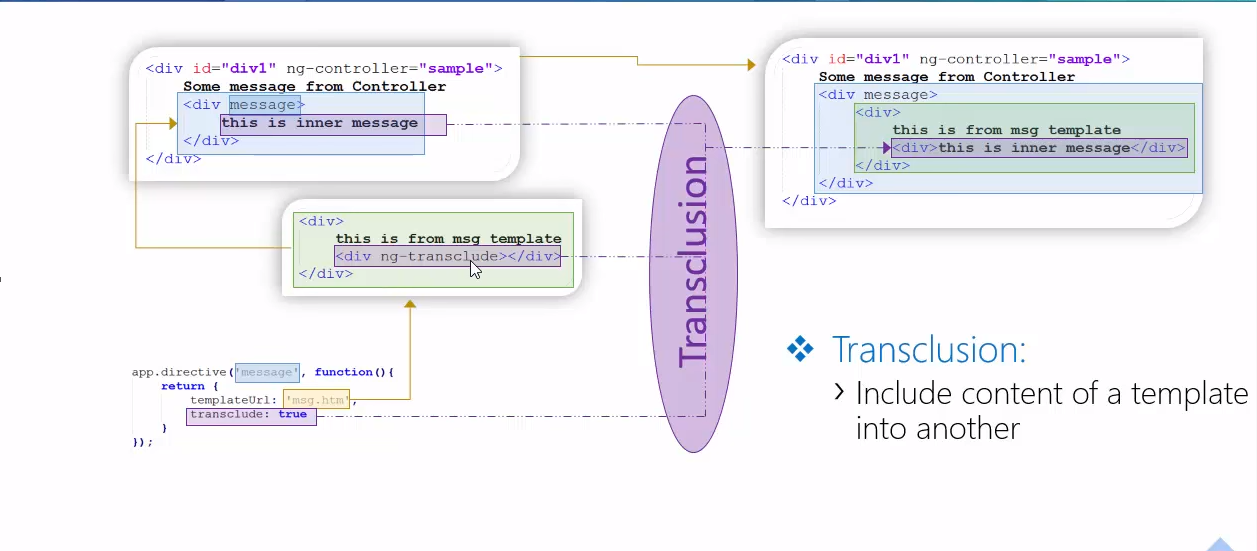 <div id="div1" ng-controller="sample">
Some message from Controller
<div message>
this is inner message
</div>
</div>
<div>
this is from msg template
<div ng-transclude></div>
</div>
app.directive('message', function(){
return {
templateUrl: 'msg.htm',
transclude: true
}
});
Transclusion
<div id="div1" ng-controller="sample">
Some message from Controller
<div message>
<div>
this is from msg template
<div>this is inner message</div>
</div>
</div>
</div>
Transclusion:
Include content of a template
into another